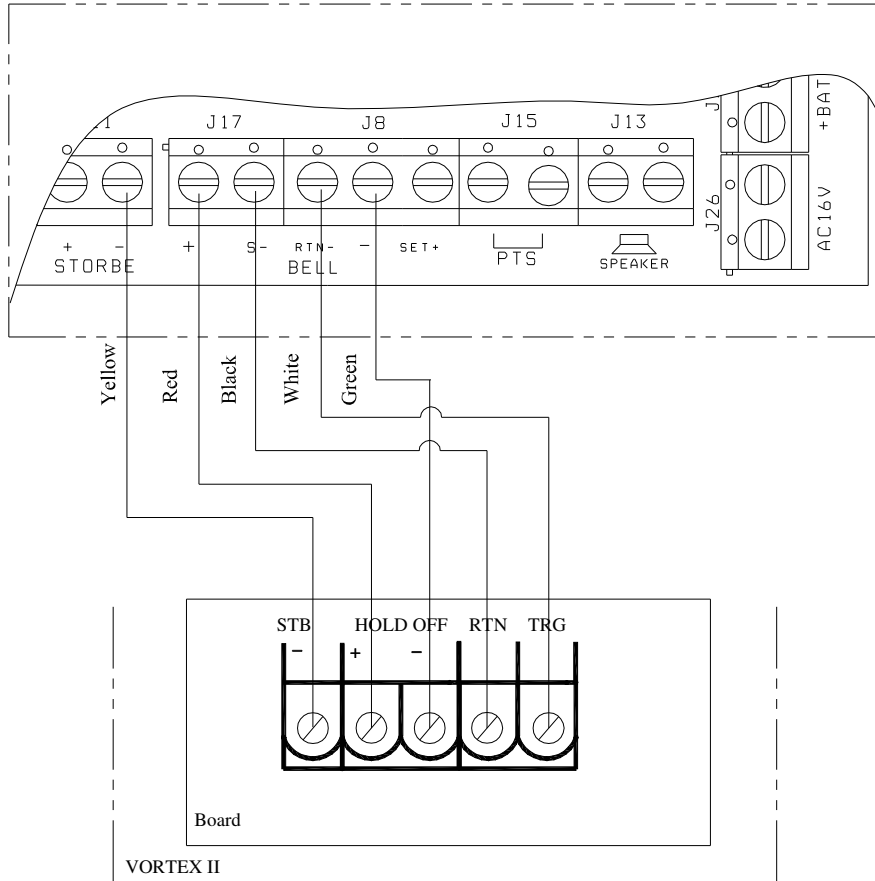 J17
J8
J15
J13
J
+BAT
J26
AC16V
+ -
STORBE
+ S-
RTN- - SET+
BELL
PTS
SPEAKER
Yellow
Red
Black
White
Green
STB HOLD OFF RTN TRG
- + -
Board
VORTEX II